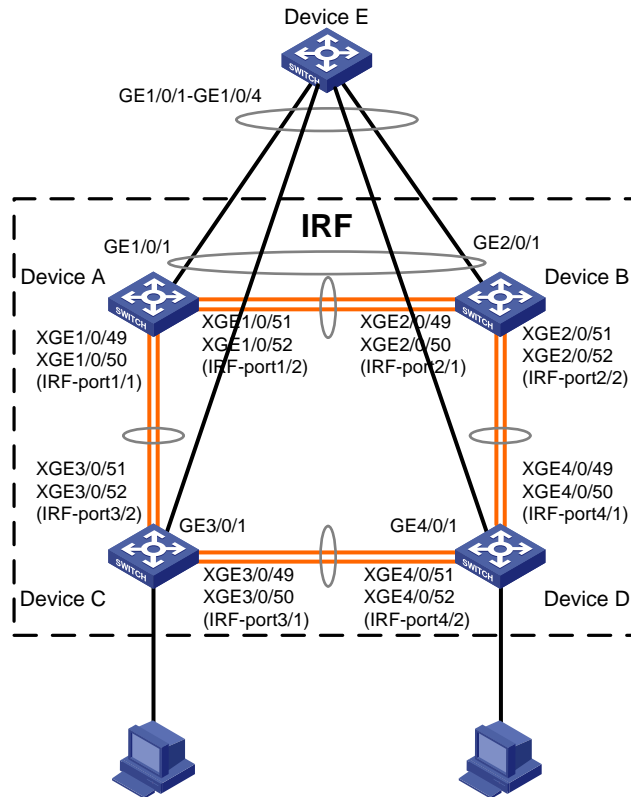 Device E
SWITCH
GE1/0/1-GE1/0/4
IRF
GE1/0/1
GE2/0/1
Device A
Device B
SWITCH
SWITCH
XGE1/0/49
XGE1/0/50
(IRF-port1/1)
XGE1/0/51
XGE1/0/52
(IRF-port1/2)
XGE2/0/49
XGE2/0/50
(IRF-port2/1)
XGE2/0/51
XGE2/0/52
(IRF-port2/2)
XGE3/0/51
XGE3/0/52
(IRF-port3/2)
XGE4/0/49
XGE4/0/50
(IRF-port4/1)
GE3/0/1
GE4/0/1
SWITCH
SWITCH
Device C
XGE3/0/49
XGE3/0/50
(IRF-port3/1)
XGE4/0/51
XGE4/0/52
(IRF-port4/2)
Device D